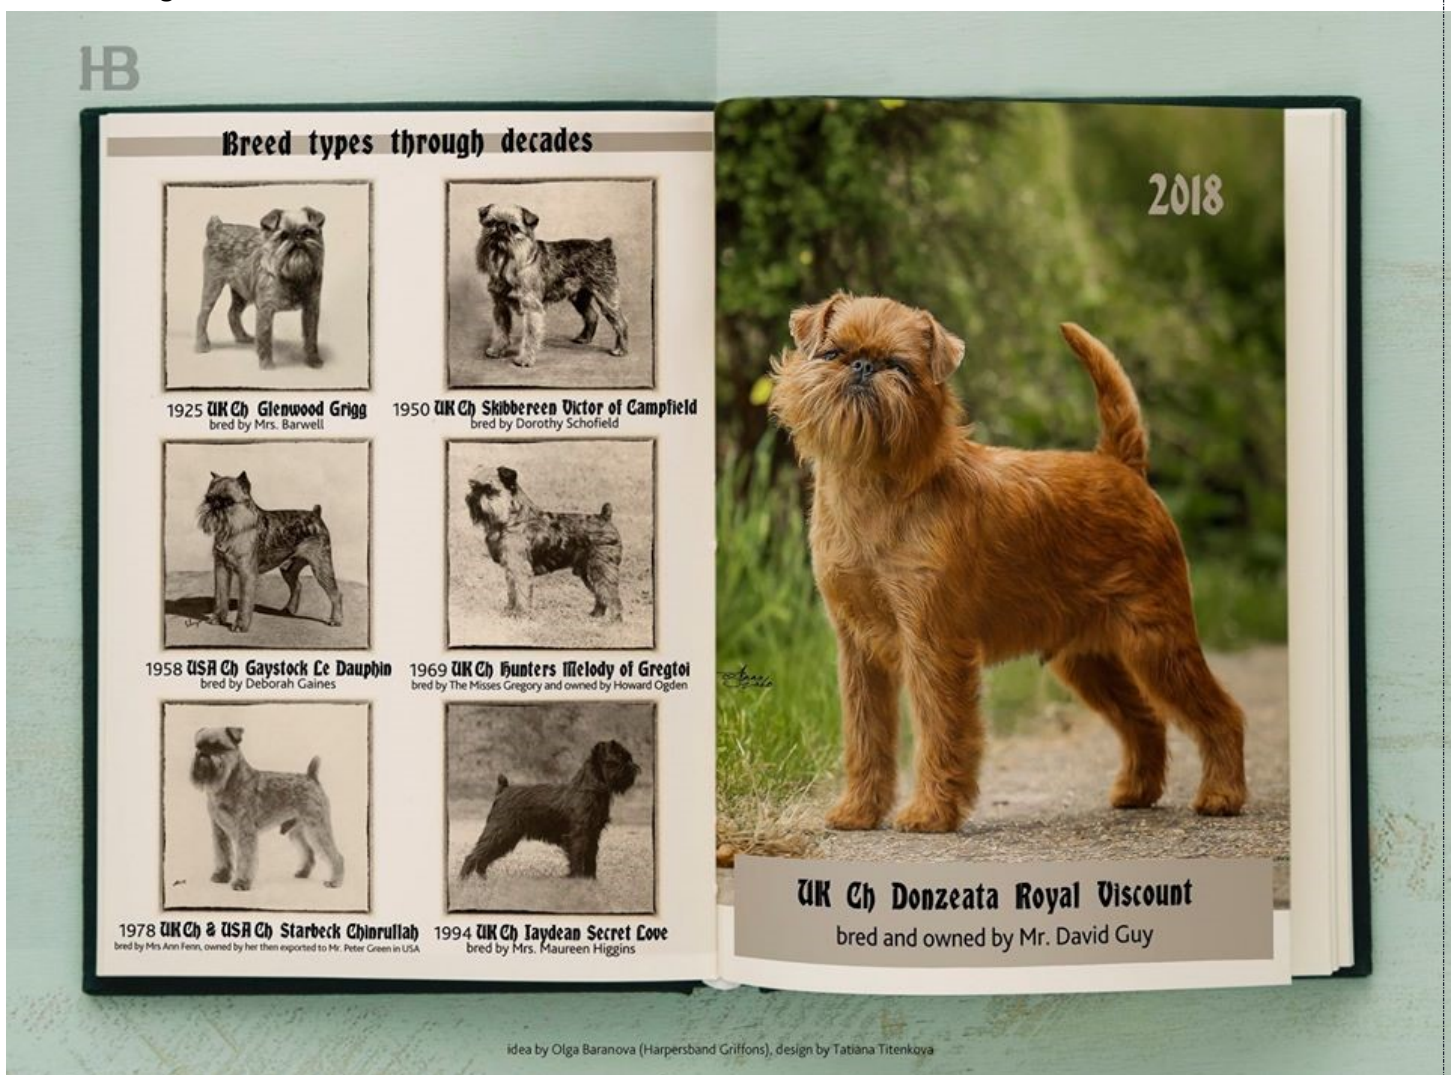 HB
Breed types through decades
1925 UK Ch Glenwood Grigg
bred by Mrs. Barwell
1950 UK Ch Skibbereen Victor of Campfield
bred by Dorothy Schofield
1958 USA Ch Gaystock Le Dauphin
bred by Deborah Gaines
1969 UK Ch Hunters Melody of Gregtoi
bred by The Misses Gregory and owned by Howard Ogden
1978 UK Ch & USA Ch Starbeck Chinrullah
bred by Mrs Ann Fenn, owned by her then exported to Mr. Peter Green in USA
1994 UK Ch Jaydean Secret Love
bred by Mrs. Maureen Higgins
2018
UK Ch Donzeata Royal Viscount
bred and owned by Mr. David Guy
idea by Olga Baranova (Harpersband Griffons), design by Tatiana Titenkova